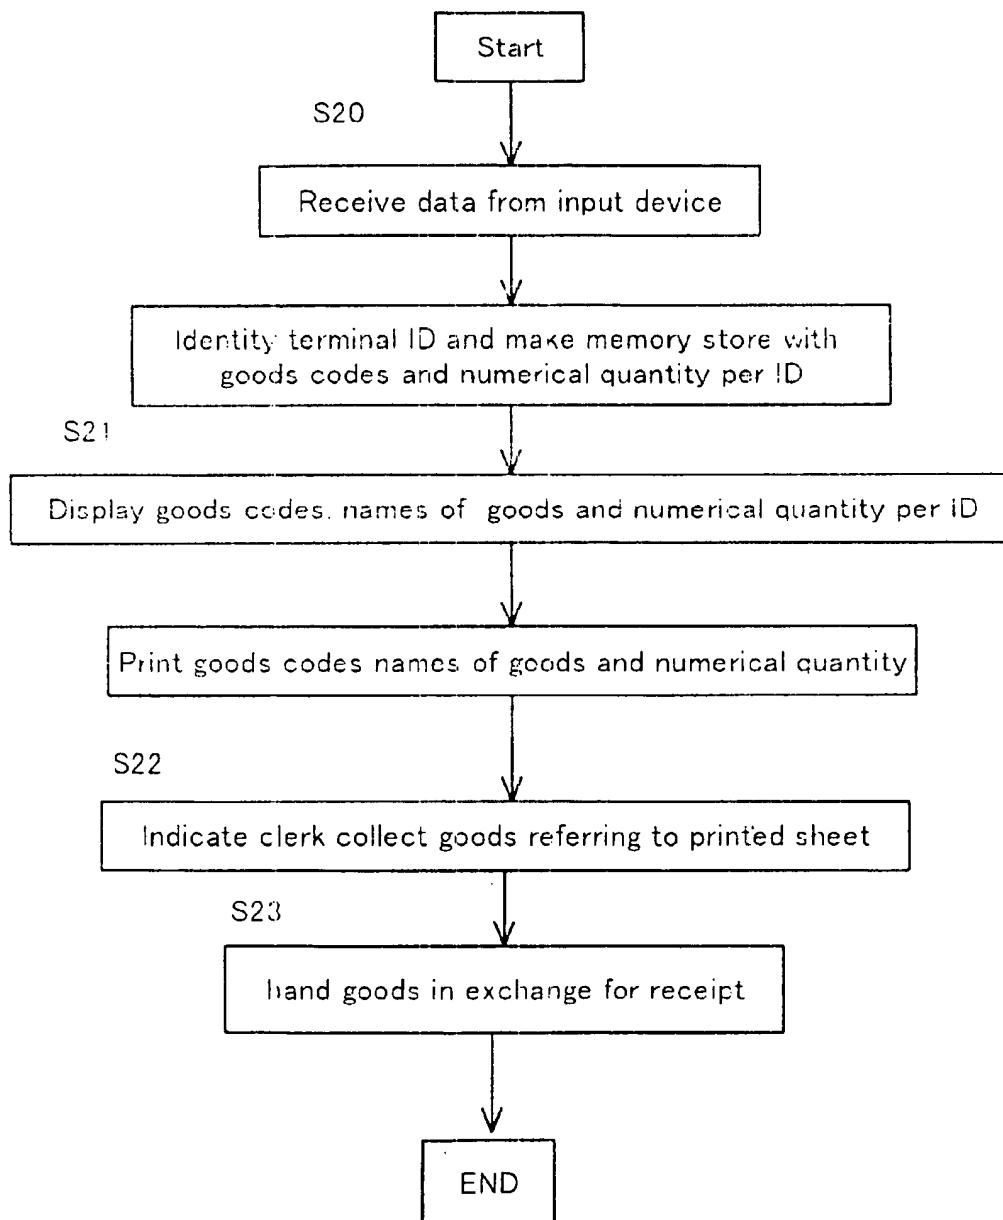 Start
S20
Receive data from input device
Identity terminal ID and make memory store with
goods codes and numerical quantity per ID
S21
Display goods codes, names of goods and numerical quantity per ID
Print goods codes names of goods and numerical quantity
S22
Indicate clerk collect goods referring to printed sheet
S23
hand goods in exchange for receipt
END